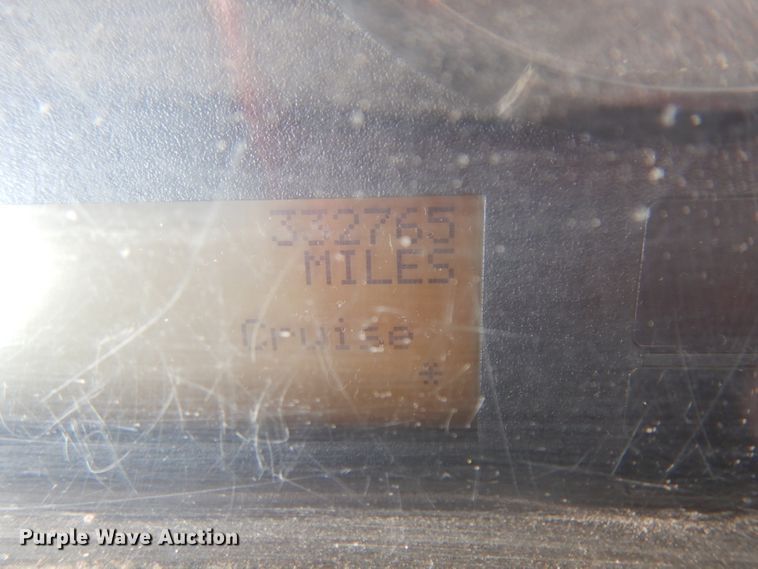 332765
MILES
Cruise
*
Purple Wave Auction